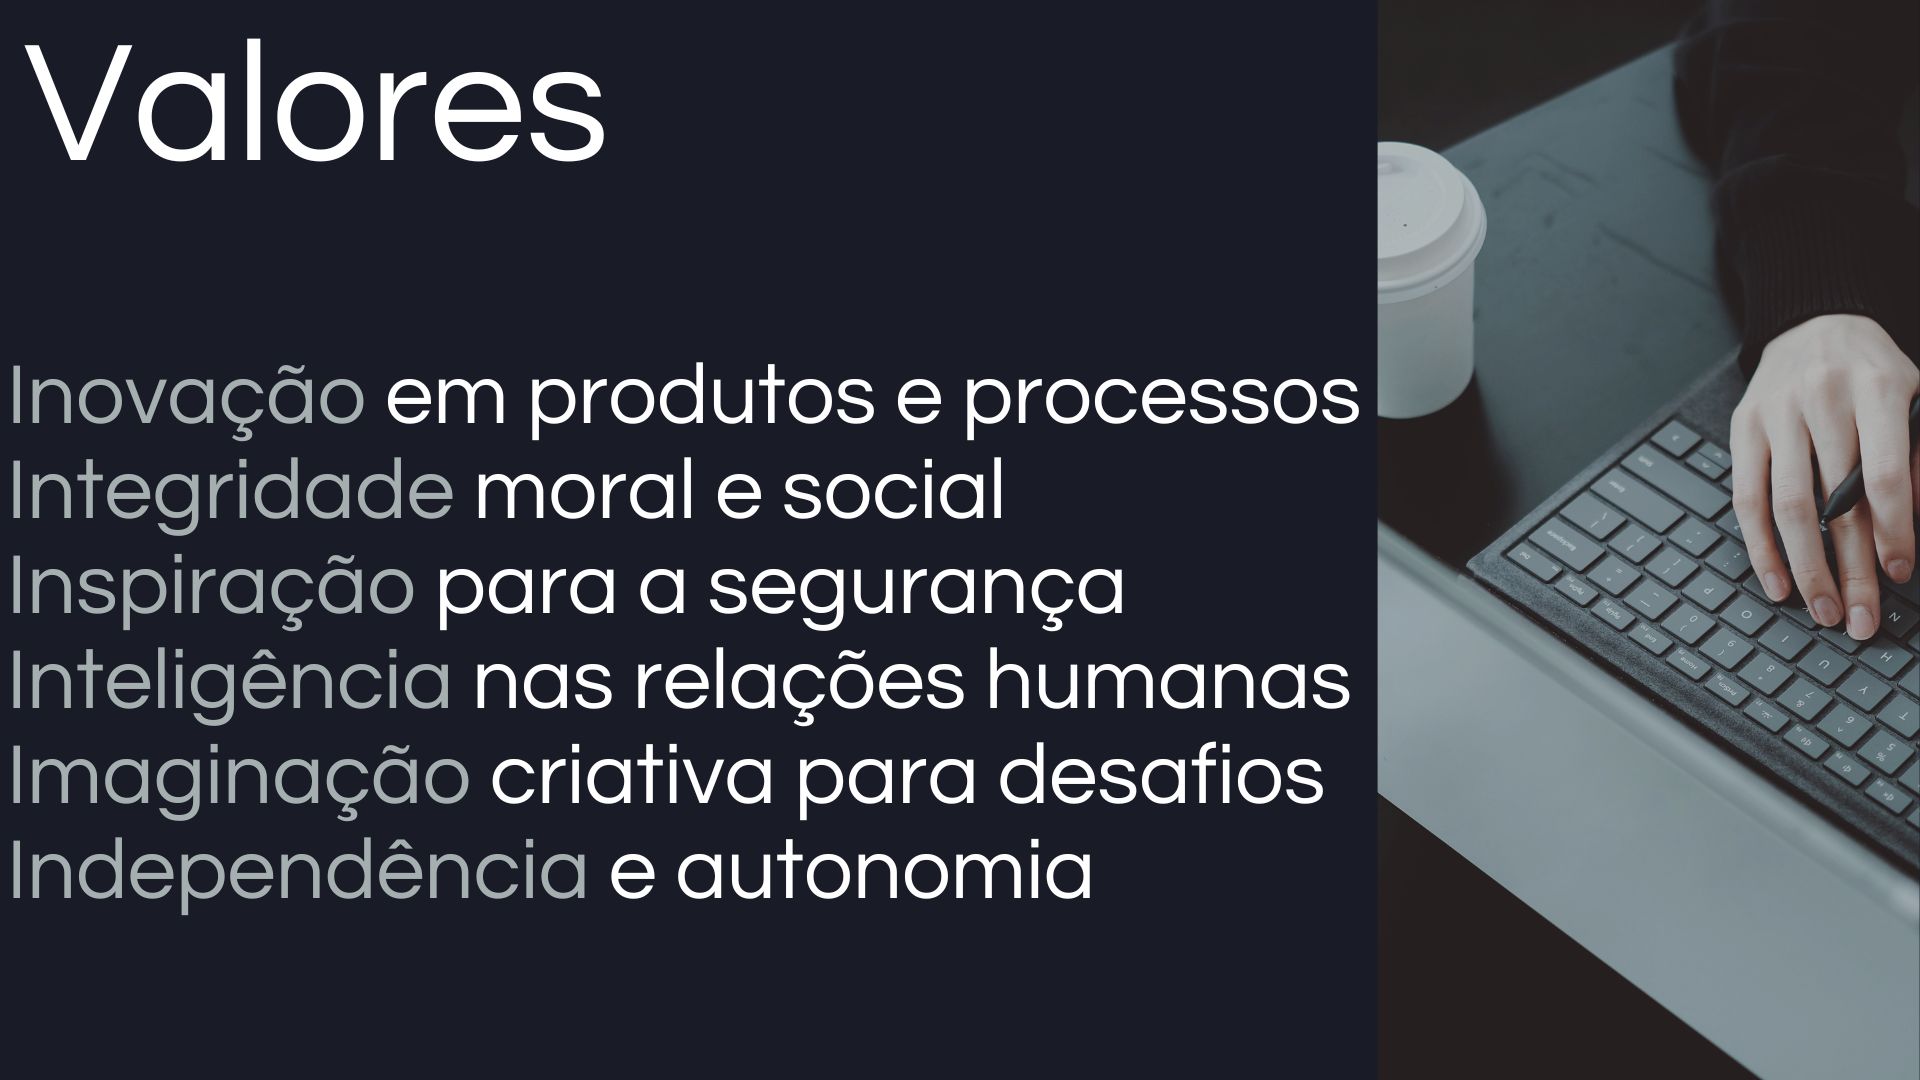 Valores
Inovação em produtos e processos
Integridade moral e social
Inspiração para a segurança
Inteligência nas relações humanas
Imaginação criativa para desafios
Independência e autonomia